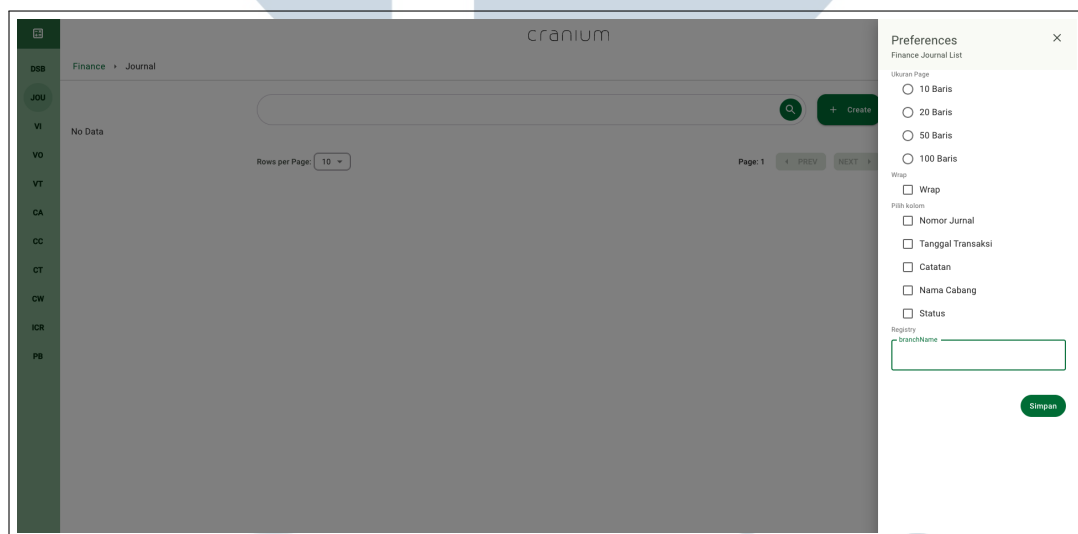 cranium
DSB
JOU
VI
VO
VT
CA
CC
CT
CW
ICR
PB
Finance › Journal
+ Create
No Data
Rows per Page: 10
Page: 1
PREV
NEXT
Preferences
Finance Journal List
Ukuran Page
10 Baris
20 Baris
50 Baris
100 Baris
Wrap
Wrap
Pilih kolom
Nomor Jurnal
Tanggal Transaksi
Catatan
Nama Cabang
Status
Registry
branchName
Simpan